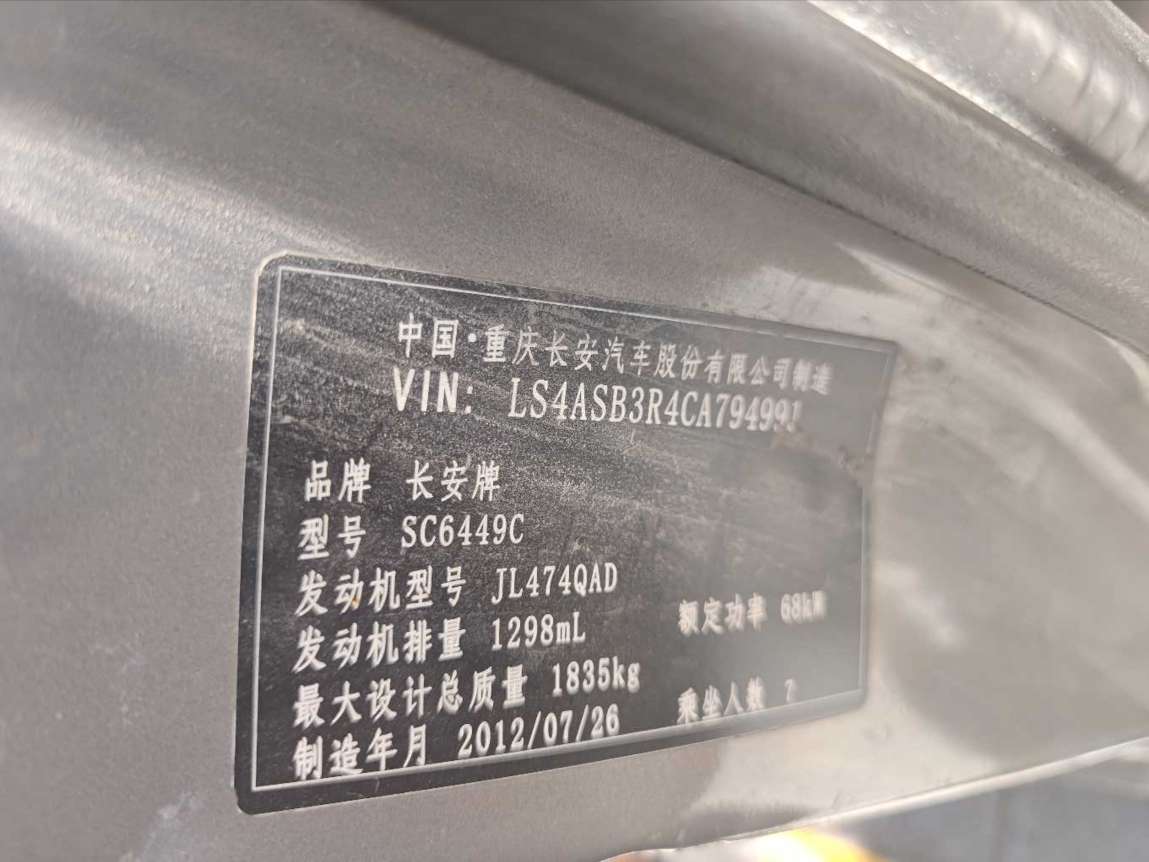 中国·重庆长安汽车股份有限公司制造
VIN: LS4ASB3R4CA794991
品牌 长安牌
型号 SC6449C
发动机型号 JL474QAD
发动机排量 1298mL 额定功率 68kW
最大设计总质量 1835kg
制造年月 2012/07/26 乘坐人数 7